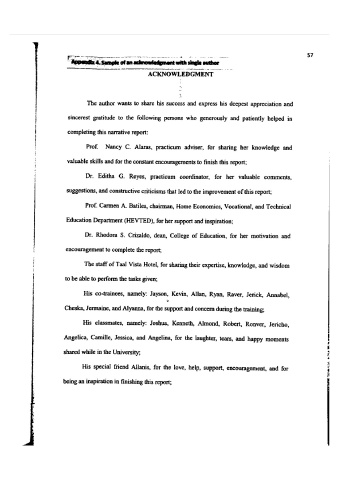 57
Appendix 4. Sample of an acknowledgment with single author
ACKNOWLEDGMENT
The author wants to share his success and express his deepest appreciation and
sincerest gratitude to the following persons who generously and patiently helped in
completing this narrative report:
Prof. Nancy C. Alaras, practicum adviser, for sharing her knowledge and
valuable skills and for the constant encouragements to finish this report;
Dr. Editha G. Reyes, practicum coordinator, for her valuable comments,
suggestions, and constructive criticisms that led to the improvement of this report;
Prof. Carmen A. Batiles, chairman, Home Economics, Vocational, and Technical
Education Department (HEVTED), for her support and inspiration;
Dr. Rhodora S. Crizaldo, dean, College of Education, for her motivation and
encouragement to complete the report;
The staff of Taal Vista Hotel, for sharing their expertise, knowledge, and wisdom
to be able to perform the tasks given;
His co-trainees, namely: Jayson, Kevin, Allan, Ryan, Raver, Jerick, Annabel,
Cheska, Jermaine, and Alyanna, for the support and concern during the training;
His classmates, namely: Joshua, Kenneth, Almond, Robert, Romver, Jericho,
Angelica, Camille, Jessica, and Angeline, for the laughter, tears, and happy moments
shared while in the University;
His special friend Allanis, for the love, help, support, encouragement, and for
being an inspiration in finishing this report;